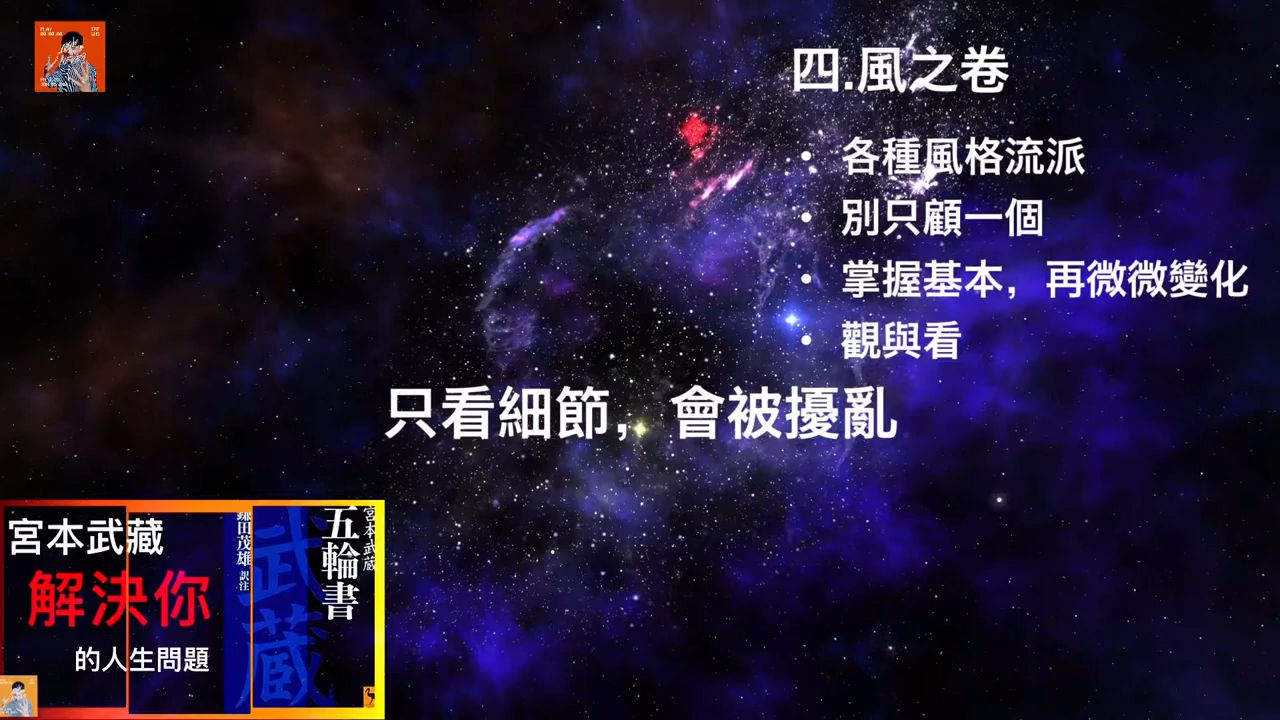 四.風之卷
• 各種風格流派
• 別只顧一個
• 掌握基本，再微微變化
• 觀與看
只看細節，會被擾亂
宮本武藏
解決你
的人生問題
鎌田茂雄 訳注
五輪書
宮本武蔵
武蔵